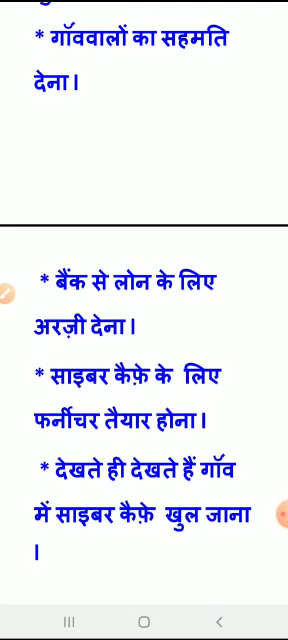 * गॉववालों का सहमति
देना ।
* बैंक से लोन के लिए
अरज़ी देना ।
* साइबर कैफ़े के लिए
फर्नीचर तैयार होना ।
* देखते ही देखते हैं गॉव
में साइबर कैफ़े खुल जाना
।